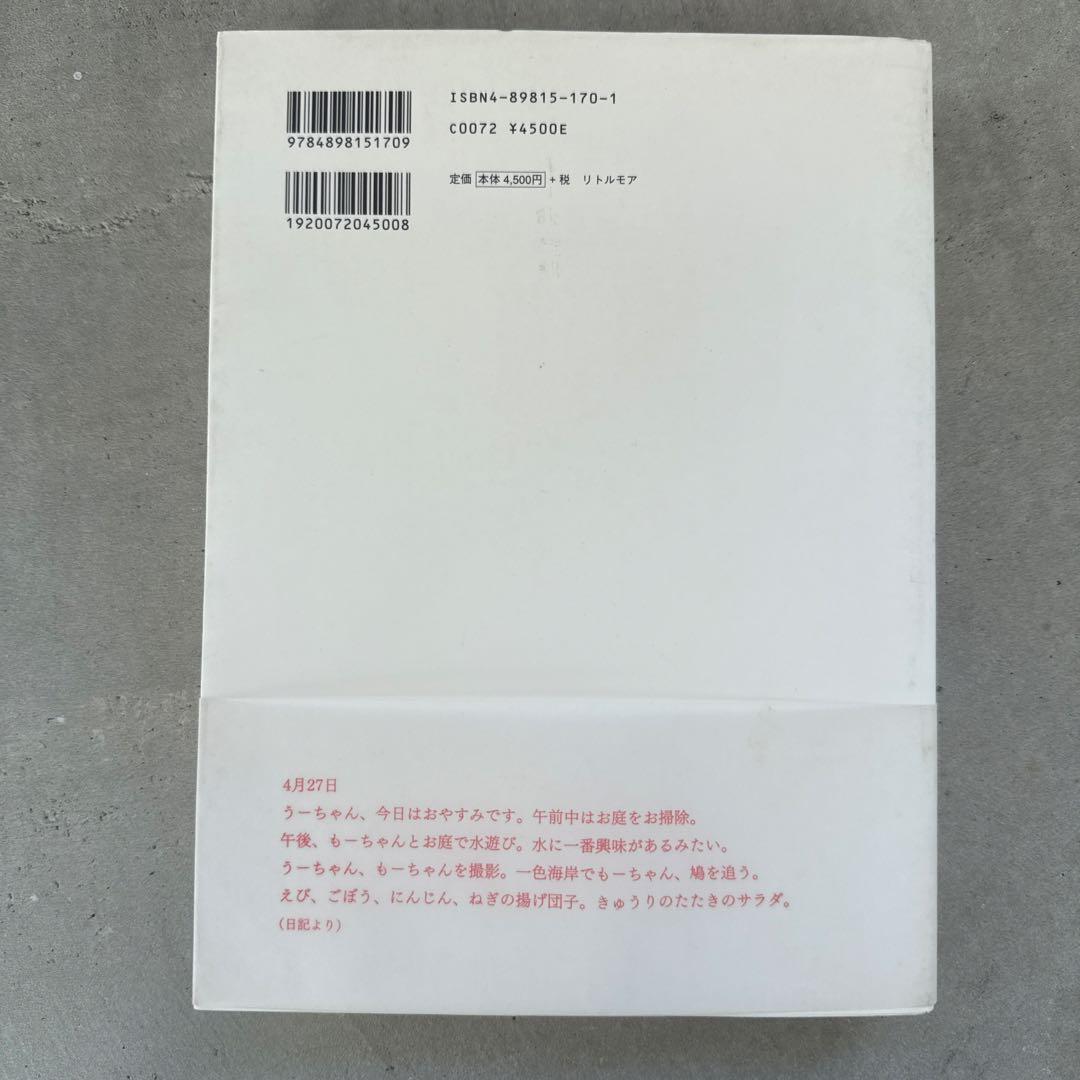 ISBN4-89815-170-1
9784898151709
C0072 ¥4500E
定価 本体 4,500円 + 税 リトルモア
1920072045008
4月27日
うーちゃん、今日はおやすみです。午前中はお庭をお掃除。
午後、もーちゃんとお庭で水遊び。水に一番興味があるみたい。
うーちゃん、もーちゃんを撮影。一色海岸でもーちゃん、鳩を追う。
えび、ごぼう、にんじん、ねぎの揚げ団子。きゅうりのたたきのサラダ。
(日記より)